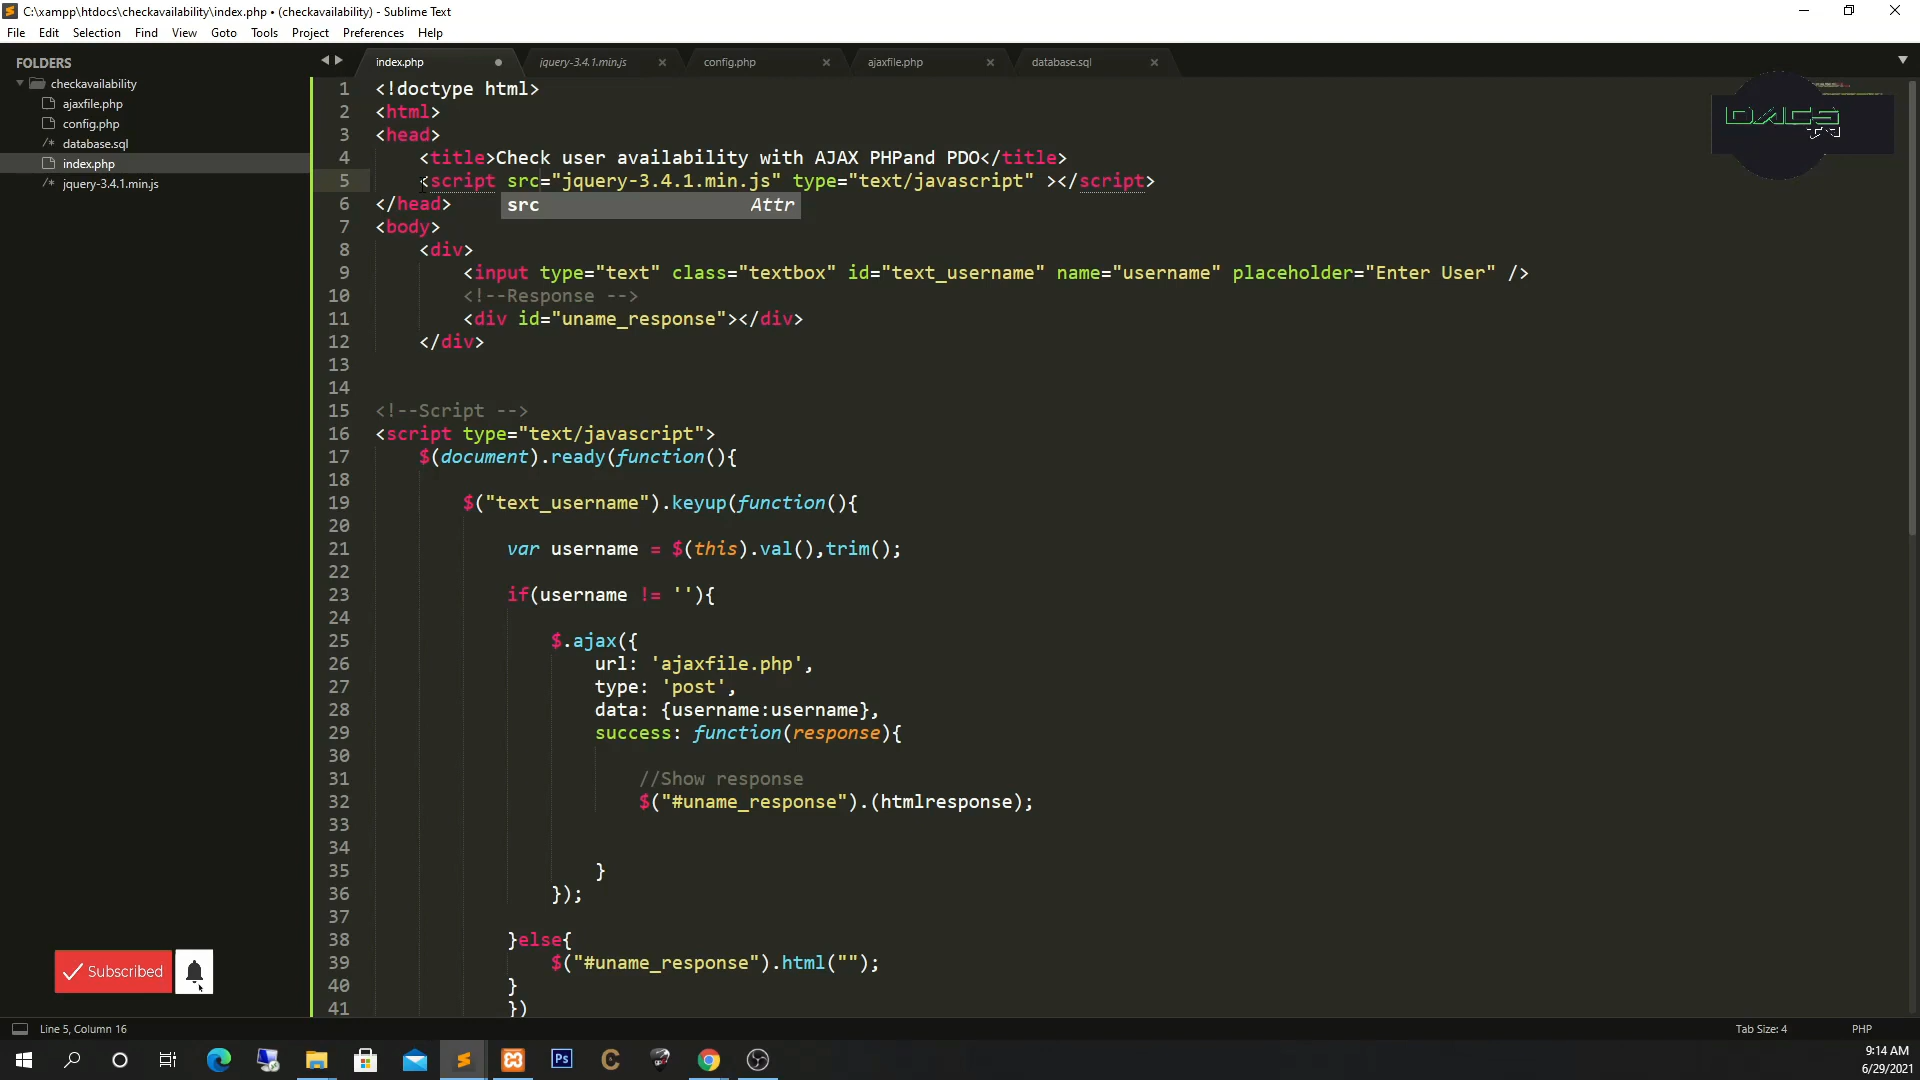 C:\xampp\htdocs\checkavailability\index.php • (checkavailability) - Sublime Text
File Edit Selection Find View Goto Tools Project Preferences Help
FOLDERS
checkavailability
ajaxfile.php
config.php
/* database.sql
index.php
/* jquery-3.4.1.min.js
index.php jquery-3.4.1.min.js config.php ajaxfile.php database.sql
1 <!doctype html>
2 <html>
3 <head>
4 <title>Check user availability with AJAX PHPand PDO</title>
5 <script src="jquery-3.4.1.min.js" type="text/javascript" ></script>
6 </head>
src Attr
7 <body>
8 <div>
9 <input type="text" class="textbox" id="text_username" name="username" placeholder="Enter User" />
10 <!--Response -->
11 <div id="uname_response"></div>
12 </div>
13
14
15 <!--Script -->
16 <script type="text/javascript">
17 $(document).ready(function(){
18
19 $("text_username").keyup(function(){
20
21 var username = $(this).val(),trim();
22
23 if(username != ''){
24
25 $.ajax({
26 url: 'ajaxfile.php',
27 type: 'post',
28 data: {username:username},
29 success: function(response){
30
31 //Show response
32 $("#uname_response").(htmlresponse);
33
34
35 }
36 });
37
38 }else{
39 $("#uname_response").html("");
40 }
41 })
Subscribed
Line 5, Column 16
Tab Size: 4
PHP
Ps
9:14 AM
6/29/2021